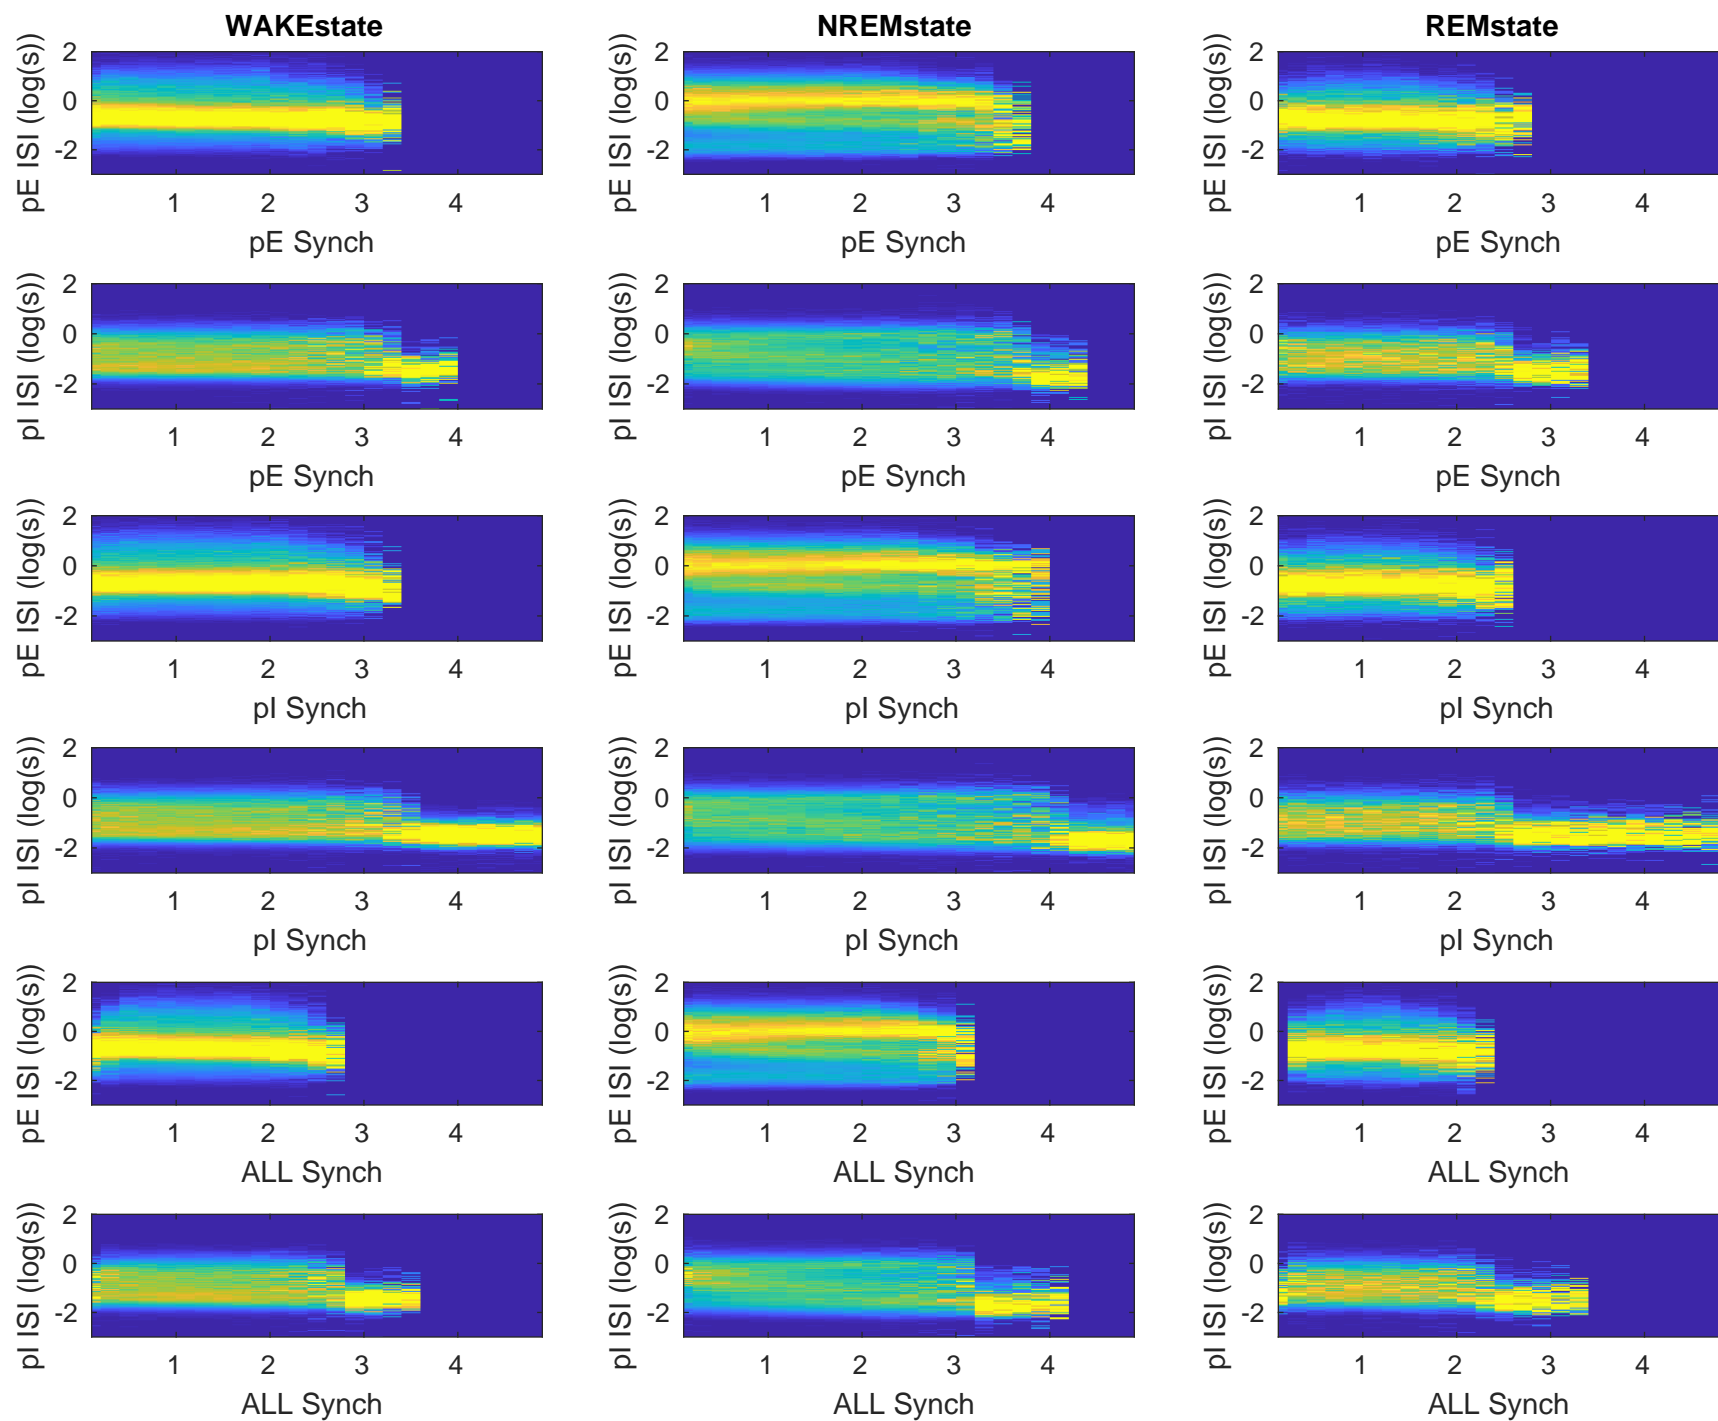 WAKEstate NREMstate REMstate
pE ISI (log(s)) 2 0 -2 pE ISI (log(s)) 2 0 -2 pE ISI (log(s)) 2 0 -2
1 2 3 4 1 2 3 4 1 2 3 4
pE Synch pE Synch pE Synch
pI ISI (log(s)) 2 0 -2 pI ISI (log(s)) 2 0 -2 pI ISI (log(s)) 2 0 -2
1 2 3 4 1 2 3 4 1 2 3 4
pE Synch pE Synch pE Synch
pE ISI (log(s)) 2 0 -2 pE ISI (log(s)) 2 0 -2 pE ISI (log(s)) 2 0 -2
1 2 3 4 1 2 3 4 1 2 3 4
pI Synch pI Synch pI Synch
pI ISI (log(s)) 2 0 -2 pI ISI (log(s)) 2 0 -2 pI ISI (log(s)) 2 0 -2
1 2 3 4 1 2 3 4 1 2 3 4
pI Synch pI Synch pI Synch
pE ISI (log(s)) 2 0 -2 pE ISI (log(s)) 2 0 -2 pE ISI (log(s)) 2 0 -2
1 2 3 4 1 2 3 4 1 2 3 4
ALL Synch ALL Synch ALL Synch
pI ISI (log(s)) 2 0 -2 pI ISI (log(s)) 2 0 -2 pI ISI (log(s)) 2 0 -2
1 2 3 4 1 2 3 4 1 2 3 4
ALL Synch ALL Synch ALL Synch